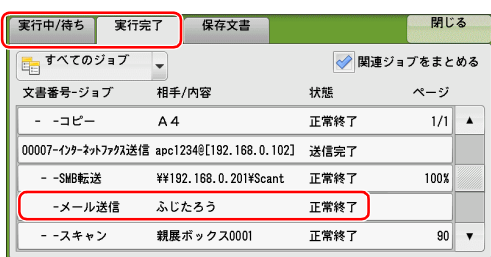 実行中/待ち 実行完了 保存文書 閉じる
すべてのジョブ 関連ジョブをまとめる
文書番号-ジョブ 相手/内容 状態 ページ
- -コピー A4 正常終了 1/1
00007-インターネットファクス送信 apc1234@[192.168.0.102] 送信完了
- -SMB転送 ¥¥192.168.0.201¥Scant 正常終了 100%
-メール送信 ふじたろう 正常終了
- -スキャン 親展ボックス0001 正常終了 90